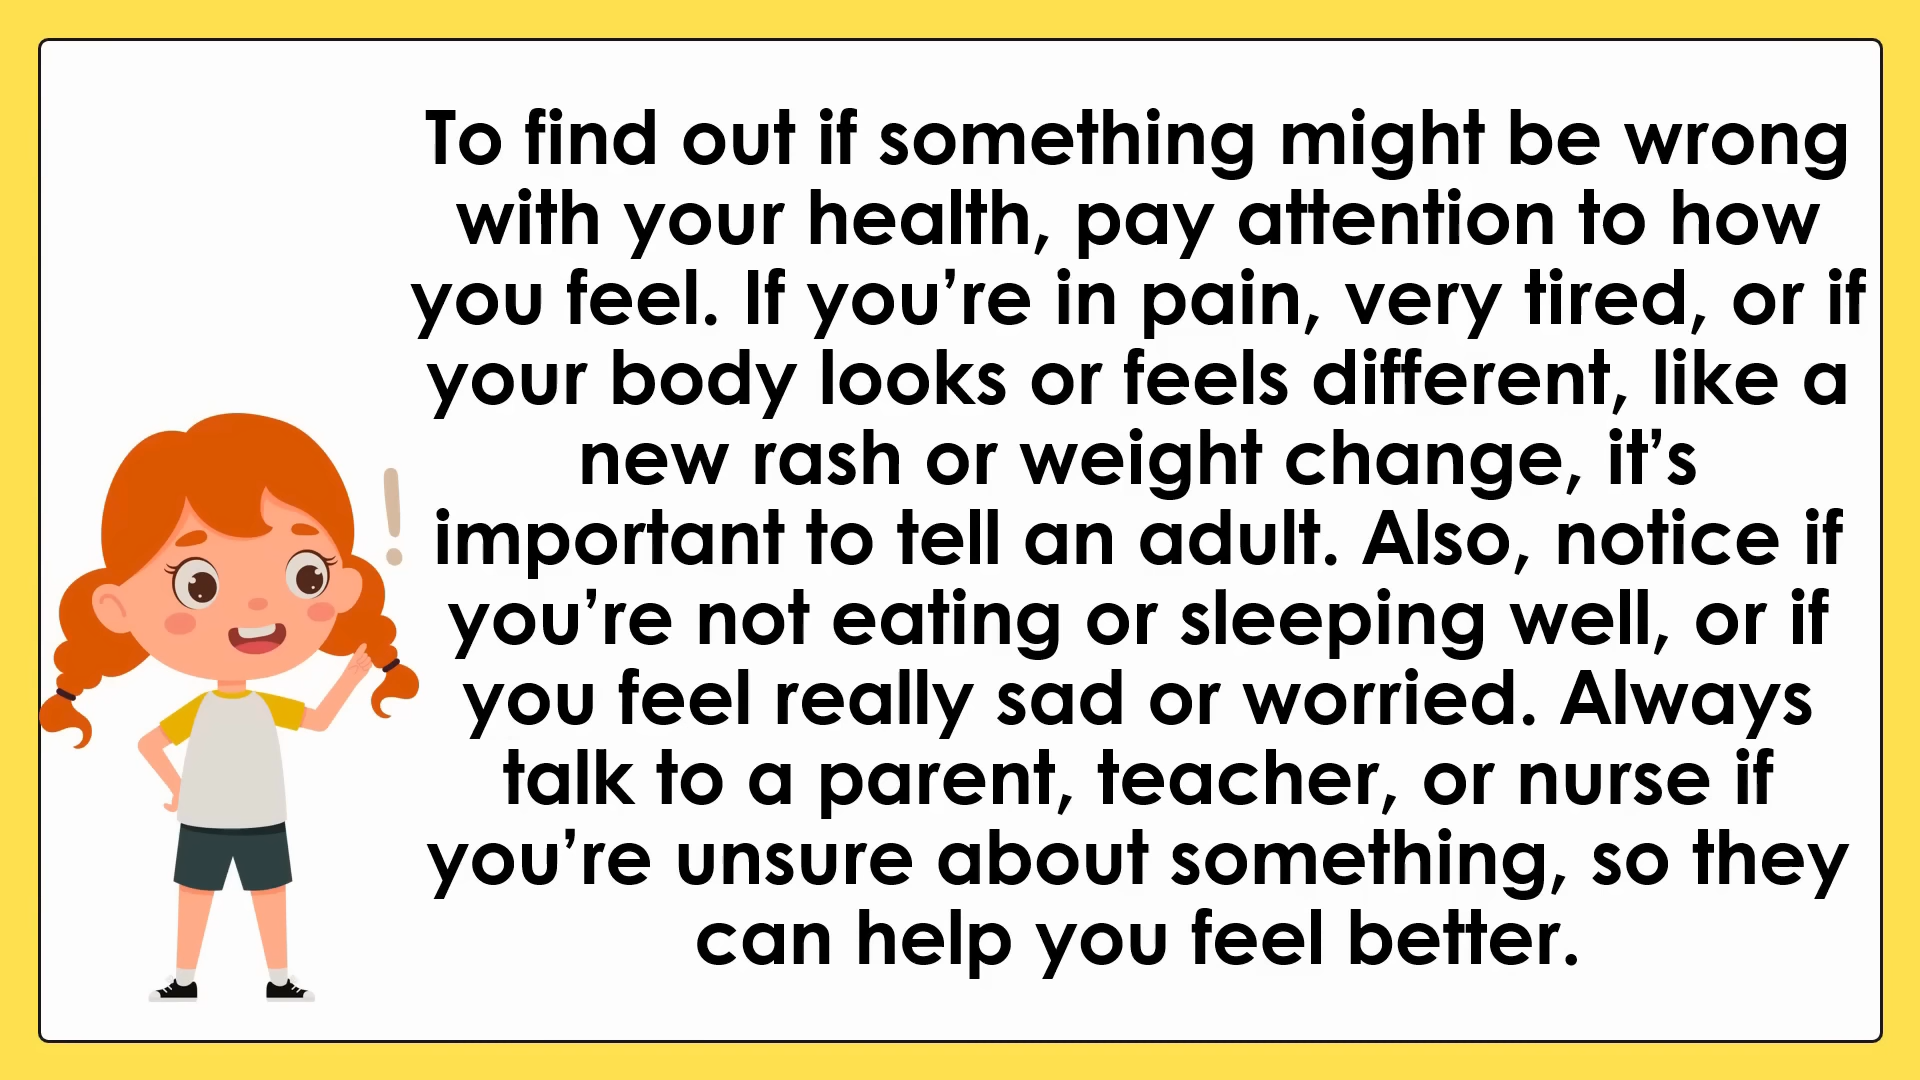 To find out if something might be wrong
with your health, pay attention to how
you feel. If you’re in pain, very tired, or if
your body looks or feels different, like a
new rash or weight change, it’s
important to tell an adult. Also, notice if
you’re not eating or sleeping well, or if
you feel really sad or worried. Always
talk to a parent, teacher, or nurse if
you’re unsure about something, so they
can help you feel better.